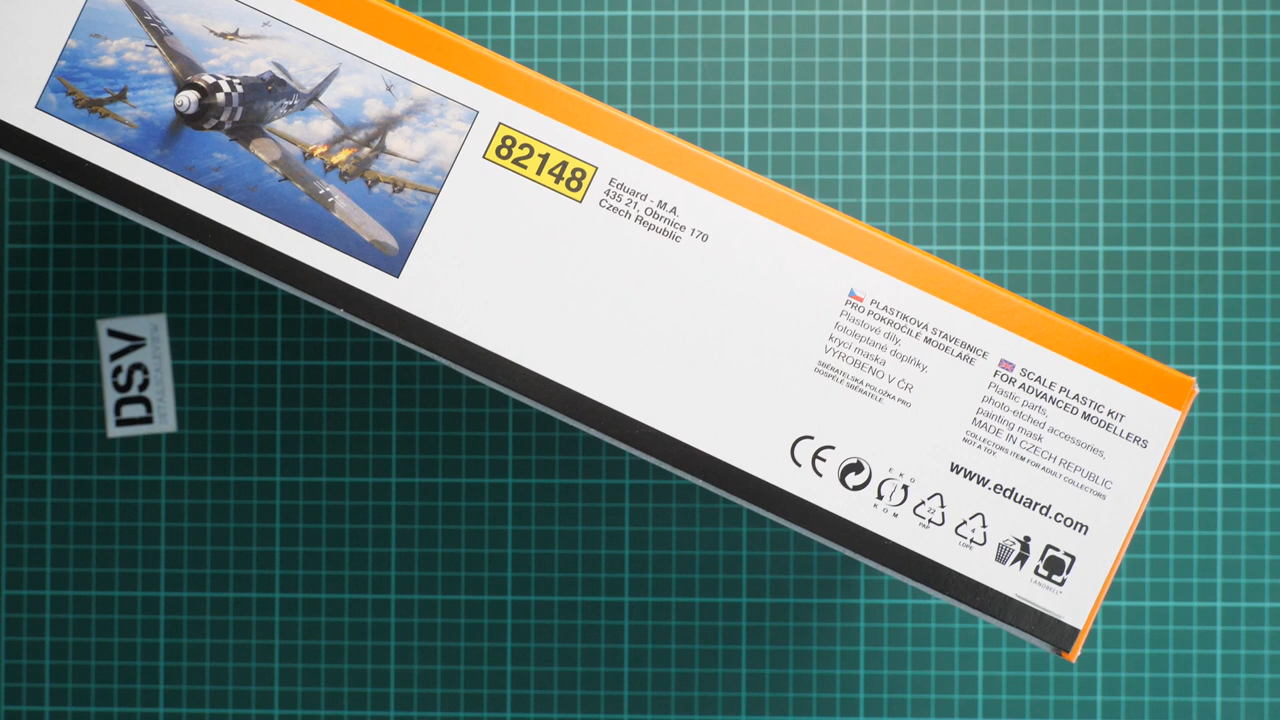 82148
Eduard - M.A.
435 21, Obrnice 170
Czech Republic
PLASTIKOVÁ STAVEBNICE
PRO POKROČILÉ MODELÁŘE
Plastové díly,
fotoleptané doplňky,
krycí maska
VYROBENO V ČR
SBĚRATELSKÁ POLOŽKA PRO
DOSPĚLÉ SBĚRATELE.
SCALE PLASTIC KIT
FOR ADVANCED MODELLERS
Plastic parts,
photo-etched accessories,
painting mask
MADE IN CZECH REPUBLIC
COLLECTORS ITEM FOR ADULT COLLECTORS
NOT A TOY.
www.eduard.com
CE
EKO
KOM
22
PAP
4
LDPE
LANDBELL
DSV